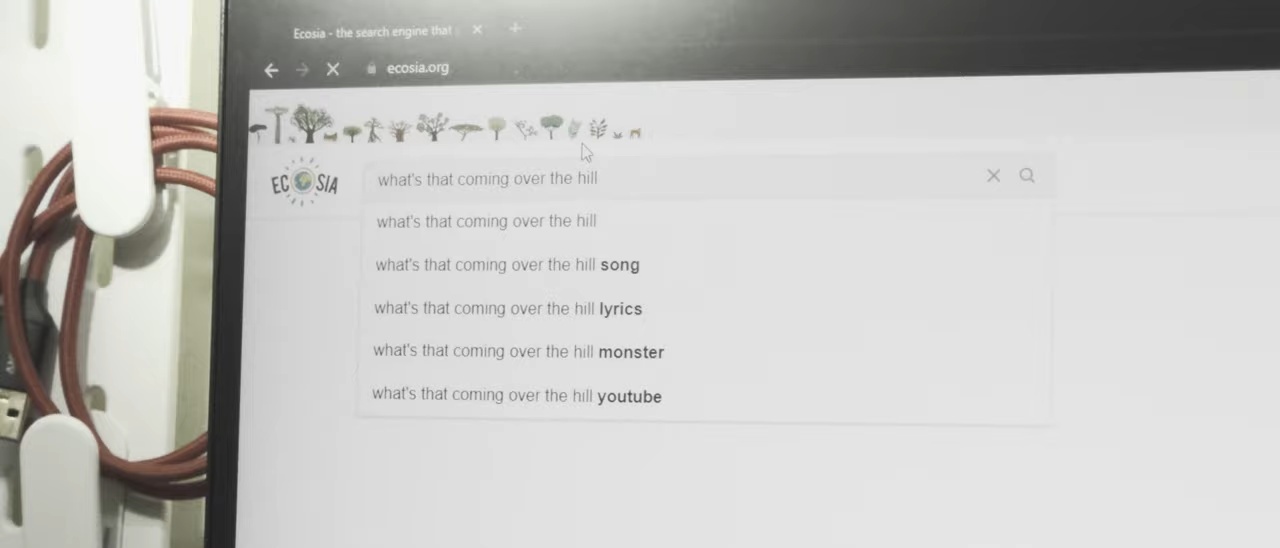 Ecosia - the search engine that
ecosia.org
ECOSIA
what's that coming over the hill
what's that coming over the hill
what's that coming over the hill song
what's that coming over the hill lyrics
what's that coming over the hill monster
what's that coming over the hill youtube